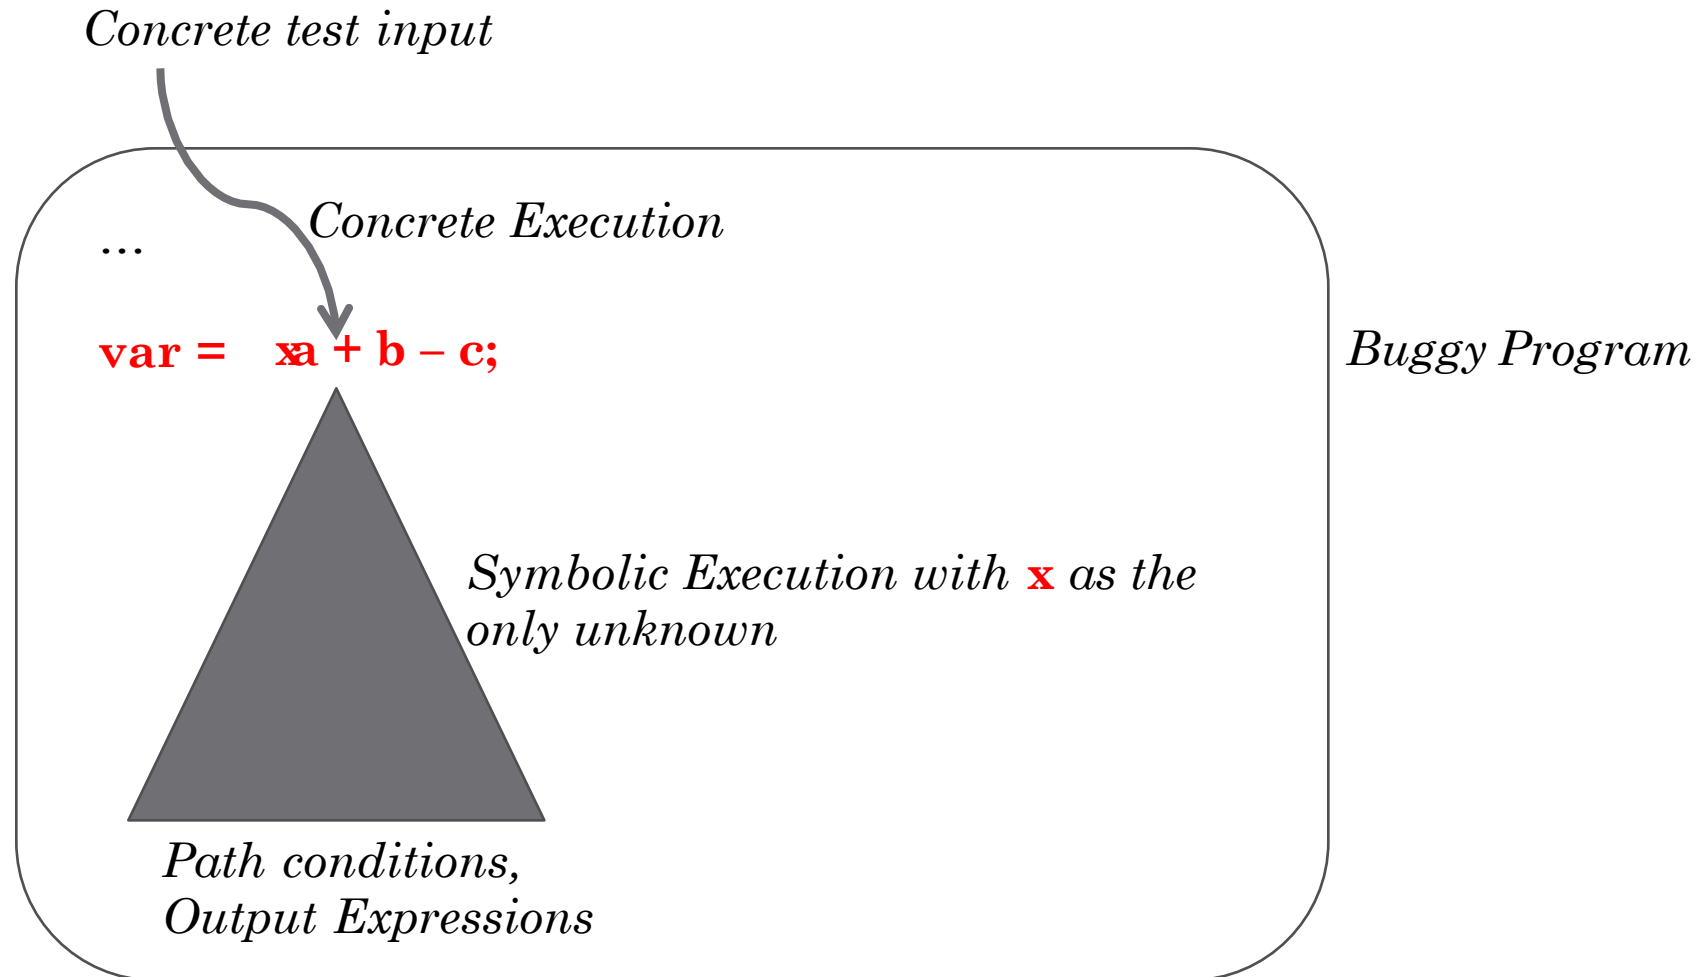 Concrete test input
Concrete Execution
...
var = xa + b – c;
Buggy Program
Symbolic Execution with x as the
only unknown
Path conditions,
Output Expressions